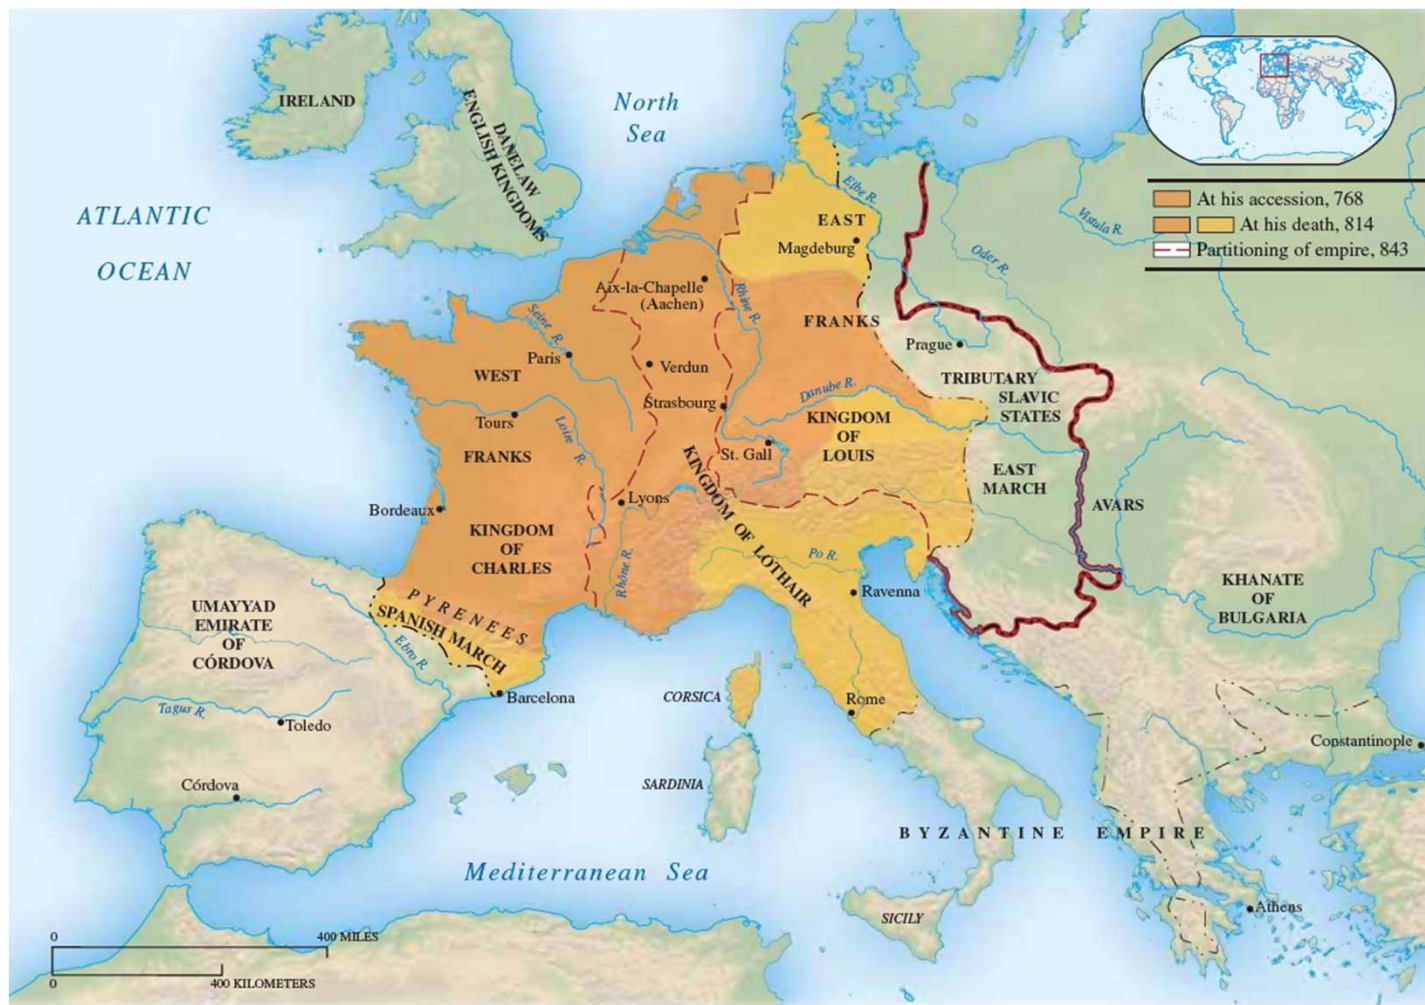 IRELAND
DANELAW
ENGLISH KINGDOMS
North
Sea
ATLANTIC
OCEAN
At his accession, 768
At his death, 814
Partitioning of empire, 843
Elbe R.
EAST
Magdeburg
Vistula R.
Oder R.
Aix-la-Chapelle
(Aachen)
Rhine R.
FRANKS
Prague
Seine R.
Paris
WEST
Verdun
TRIBUTARY
SLAVIC
STATES
Tours
Loire R.
Strasbourg
Danube R.
KINGDOM
OF
LOUIS
FRANKS
St. Gall
EAST
MARCH
Bordeaux
Lyons
AVARS
KINGDOM
OF
CHARLES
KINGDOM OF LOTHAIR
Po R.
Rhône R.
Ravenna
KHANATE
OF
BULGARIA
UMAYYAD
EMIRATE
OF
CÓRDOVA
PYRENEES
SPANISH MARCH
Ebro R.
Barcelona
CORSICA
Rome
Tagus R.
Toledo
Constantinople
SARDINIA
Córdova
BYZANTINE EMPIRE
Mediterranean Sea
SICILY
Athens
0
400 MILES
0
400 KILOMETERS